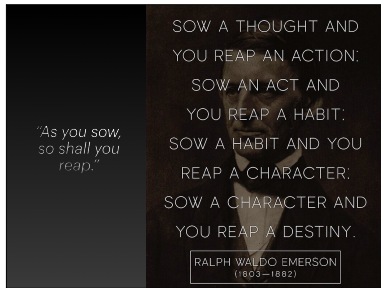 "As you sow,
so shall you
reap."
SOW A THOUGHT AND
YOU REAP AN ACTION;
SOW AN ACT AND
YOU REAP A HABIT;
SOW A HABIT AND YOU
REAP A CHARACTER;
SOW A CHARACTER AND
YOU REAP A DESTINY.
RALPH WALDO EMERSON
(1803—1882)